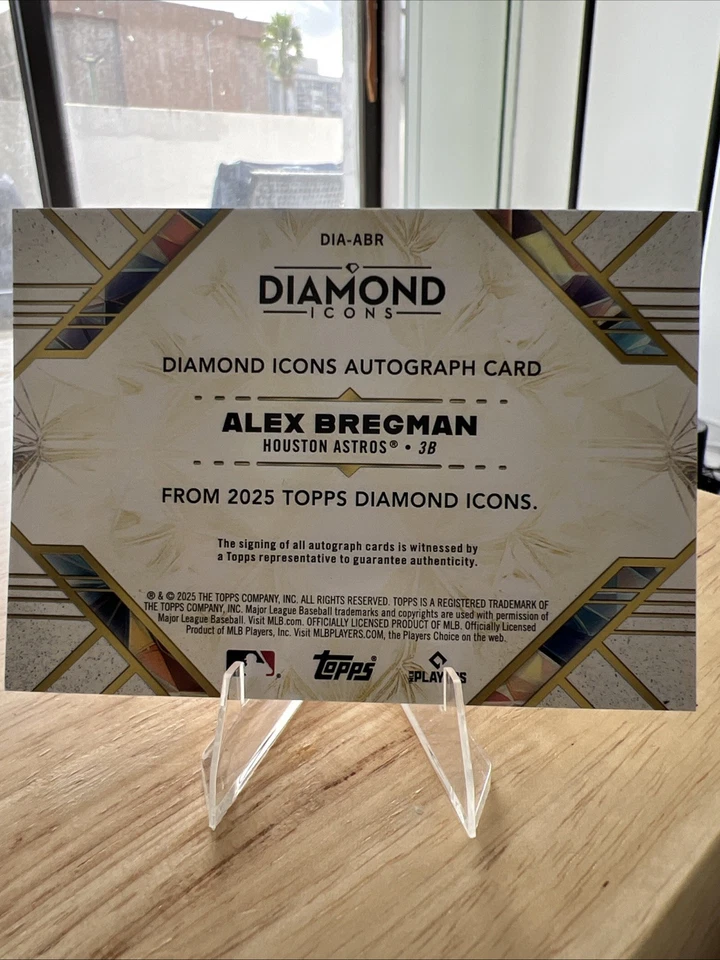 DIA-ABR
DIAMOND
ICONS
DIAMOND ICONS AUTOGRAPH CARD
ALEX BREGMAN
HOUSTON ASTROS® • 3B
FROM 2025 TOPPS DIAMOND ICONS.
The signing of all autograph cards is witnessed by
a Topps representative to guarantee authenticity.
® & © 2025 THE TOPPS COMPANY, INC. ALL RIGHTS RESERVED. TOPPS IS A REGISTERED TRADEMARK OF
THE TOPPS COMPANY, INC. Major League Baseball trademarks and copyrights are used with permission of
Major League Baseball. Visit MLB.com. OFFICIALLY LICENSED PRODUCT OF MLB. Officially Licensed
Product of MLB Players, Inc. Visit MLBPLAYERS.COM, the Players Choice on the web.
Topps®
MLB PLAYERS